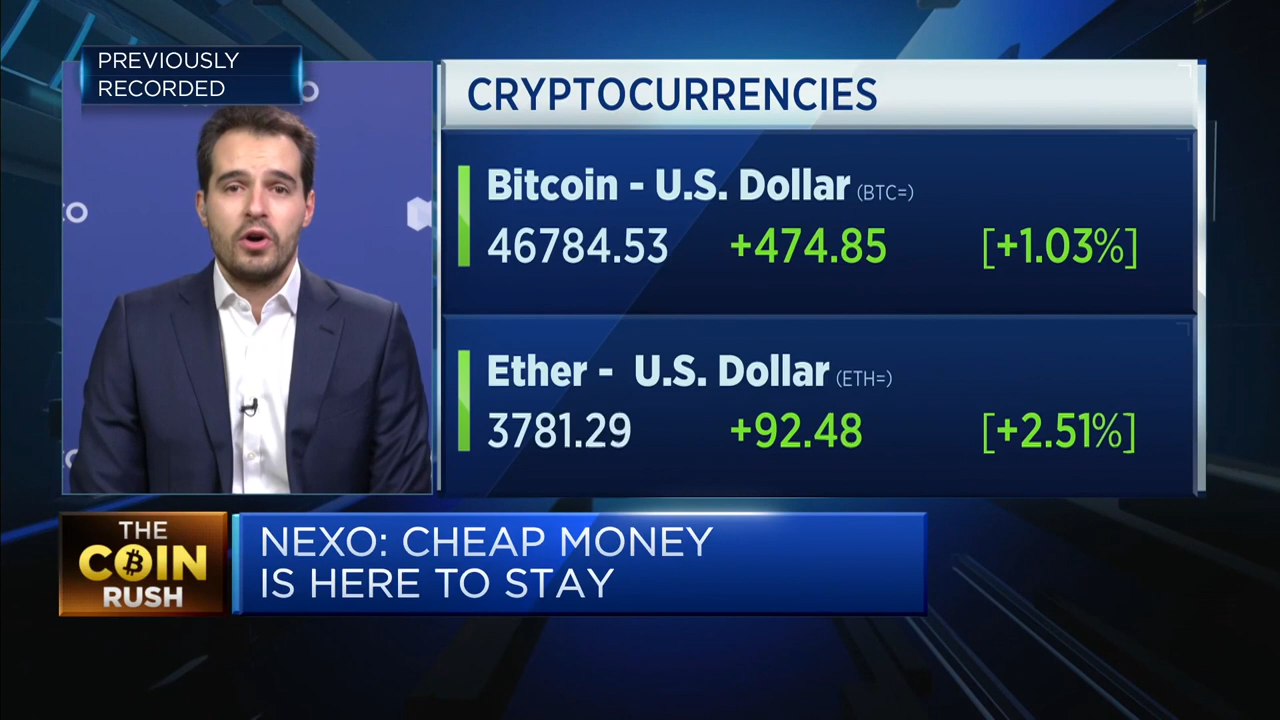 PREVIOUSLY
RECORDED
CRYPTOCURRENCIES
Bitcoin - U.S. Dollar (BTC=)
46784.53 +474.85 [+1.03%]
Ether - U.S. Dollar (ETH=)
3781.29 +92.48 [+2.51%]
THE
COIN
RUSH
NEXO: CHEAP MONEY
IS HERE TO STAY